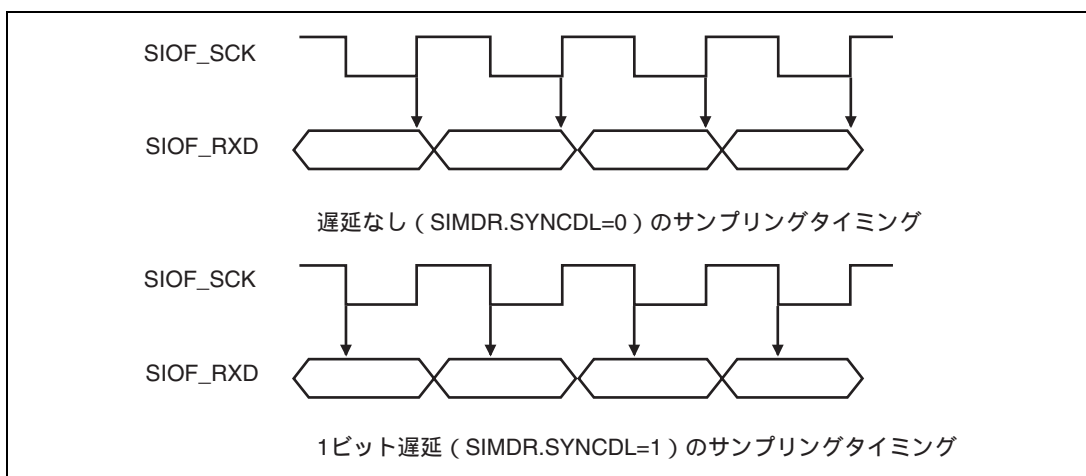 SIOF_SCK
SIOF_RXD
遅延なし（SIMDR.SYNCDL=0）のサンプリングタイミング
SIOF_SCK
SIOF_RXD
1ビット遅延（SIMDR.SYNCDL=1）のサンプリングタイミング